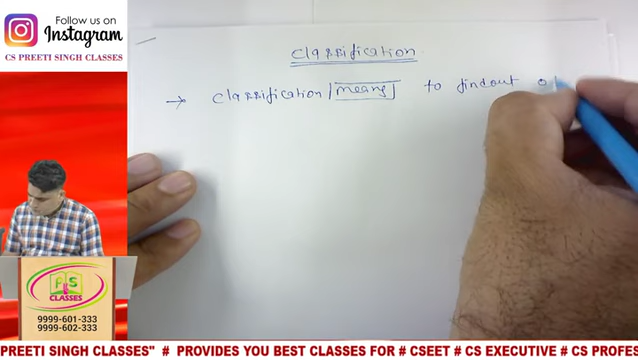 Follow us on
Instagram
CS PREETI SINGH CLASSES
Classification
→ Classification means to findout
PS
CLASSES
9999-601-333
9999-602-333
PREETI SINGH CLASSES" # PROVIDES YOU BEST CLASSES FOR # CSEET # CS EXECUTIVE # CS PROFES